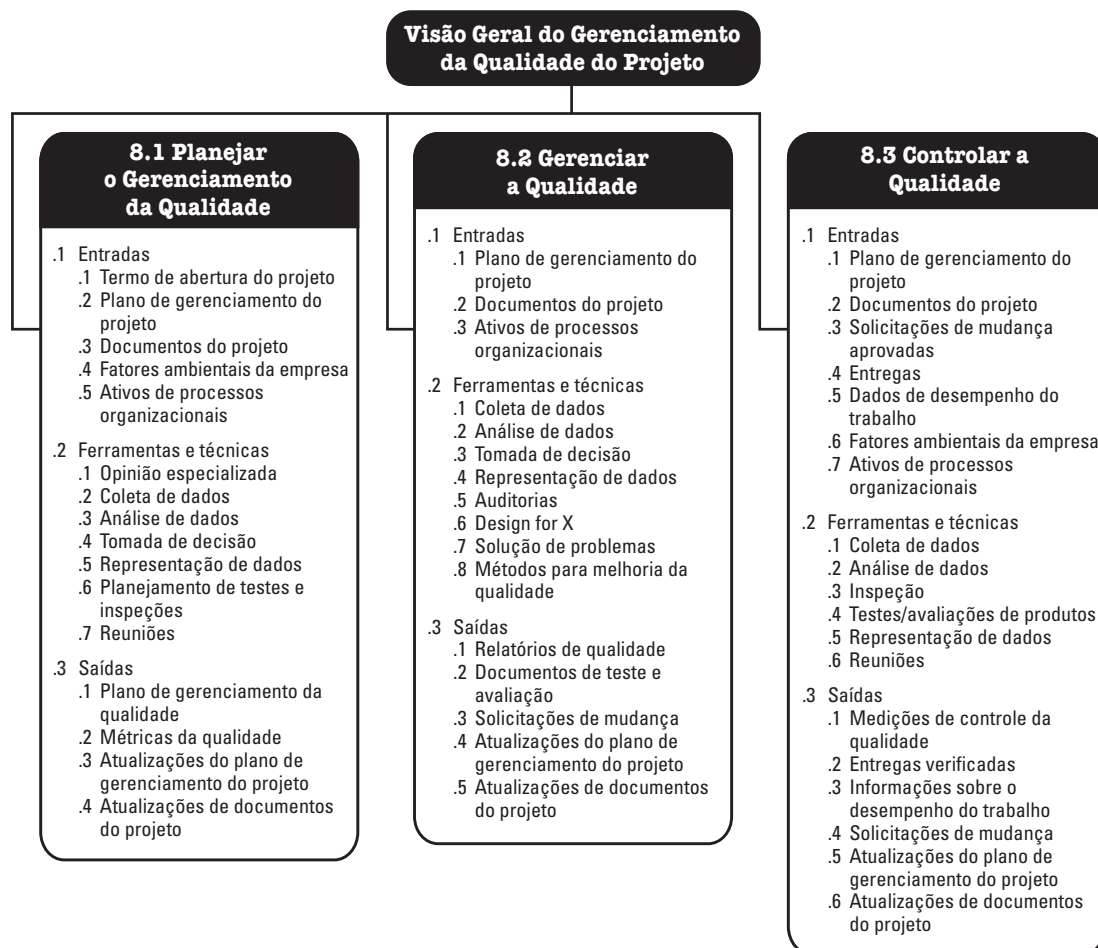 Visão Geral do Gerenciamento
da Qualidade do Projeto
8.1 Planejar
o Gerenciamento
da Qualidade
.1 Entradas
.1 Termo de abertura do projeto
.2 Plano de gerenciamento do
projeto
.3 Documentos do projeto
.4 Fatores ambientais da empresa
.5 Ativos de processos
organizacionais
.2 Ferramentas e técnicas
.1 Opinião especializada
.2 Coleta de dados
.3 Análise de dados
.4 Tomada de decisão
.5 Representação de dados
.6 Planejamento de testes e
inspeções
.7 Reuniões
.3 Saídas
.1 Plano de gerenciamento da
qualidade
.2 Métricas da qualidade
.3 Atualizações do plano de
gerenciamento do projeto
.4 Atualizações de documentos
do projeto
8.2 Gerenciar
a Qualidade
.1 Entradas
.1 Plano de gerenciamento do
projeto
.2 Documentos do projeto
.3 Ativos de processos
organizacionais
.2 Ferramentas e técnicas
.1 Coleta de dados
.2 Análise de dados
.3 Tomada de decisão
.4 Representação de dados
.5 Auditorias
.6 Design for X
.7 Solução de problemas
.8 Métodos para melhoria da
qualidade
.3 Saídas
.1 Relatórios de qualidade
.2 Documentos de teste e
avaliação
.3 Solicitações de mudança
.4 Atualizações do plano de
gerenciamento do projeto
.5 Atualizações de documentos
do projeto
8.3 Controlar a
Qualidade
.1 Entradas
.1 Plano de gerenciamento do
projeto
.2 Documentos do projeto
.3 Solicitações de mudança
aprovadas
.4 Entregas
.5 Dados de desempenho do
trabalho
.6 Fatores ambientais da empresa
.7 Ativos de processos
organizacionais
.2 Ferramentas e técnicas
.1 Coleta de dados
.2 Análise de dados
.3 Inspeção
.4 Testes/avaliações de produtos
.5 Representação de dados
.6 Reuniões
.3 Saídas
.1 Medições de controle da
qualidade
.2 Entregas verificadas
.3 Informações sobre o
desempenho do trabalho
.4 Solicitações de mudança
.5 Atualizações do plano de
gerenciamento do projeto
.6 Atualizações de documentos
do projeto